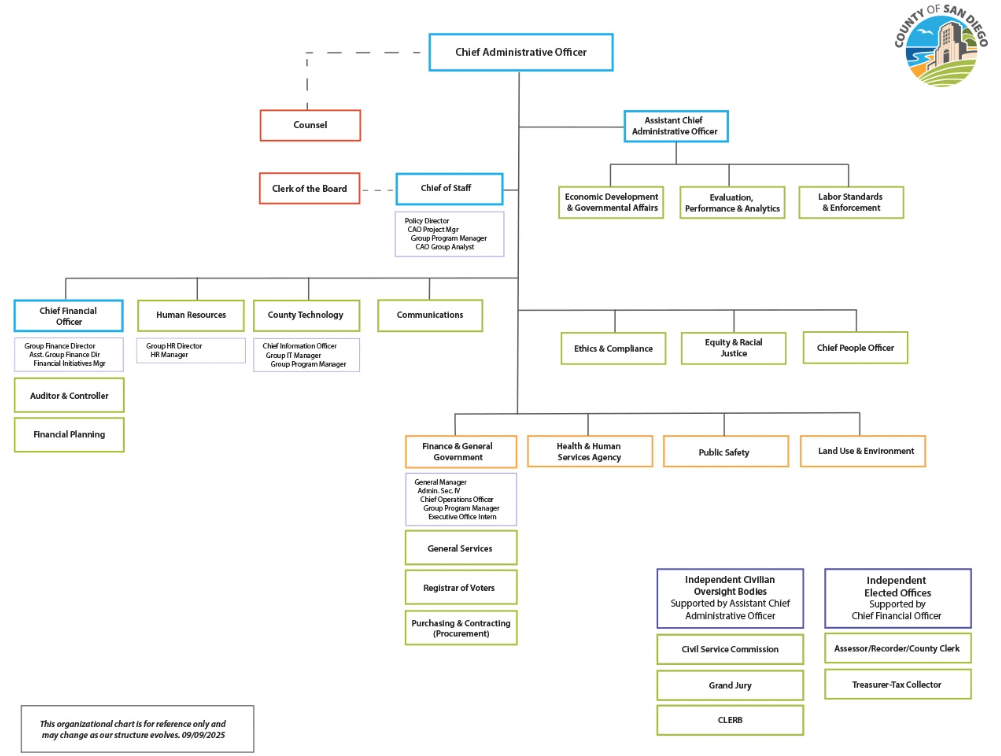 COUNTY OF SAN DIEGO
Chief Administrative Officer
Counsel
Assistant Chief
Administrative Officer
Clerk of the Board
Chief of Staff
Policy Director
CAO Project Mgr
Group Program Manager
CAO Group Analyst
Economic Development
& Governmental Affairs
Evaluation,
Performance & Analytics
Labor Standards
& Enforcement
Chief Financial
Officer
Group Finance Director
Asst. Group Finance Dir
Financial Initiatives Mgr
Auditor & Controller
Financial Planning
Human Resources
Group HR Director
HR Manager
County Technology
Chief Information Officer
Group IT Manager
Group Program Manager
Communications
Ethics & Compliance
Equity & Racial
Justice
Chief People Officer
Finance & General
Government
General Manager
Admin. Sec. IV
Chief Operations Officer
Group Program Manager
Executive Office Intern
General Services
Registrar of Voters
Purchasing & Contracting
(Procurement)
Health & Human
Services Agency
Public Safety
Land Use & Environment
Independent Civilian
Oversight Bodies
Supported by Assistant Chief
Administrative Officer
Civil Service Commission
Grand Jury
CLERB
Independent
Elected Offices
Supported by
Chief Financial Officer
Assessor/Recorder/County Clerk
Treasurer-Tax Collector
This organizational chart is for reference only and
may change as our structure evolves. 09/09/2025